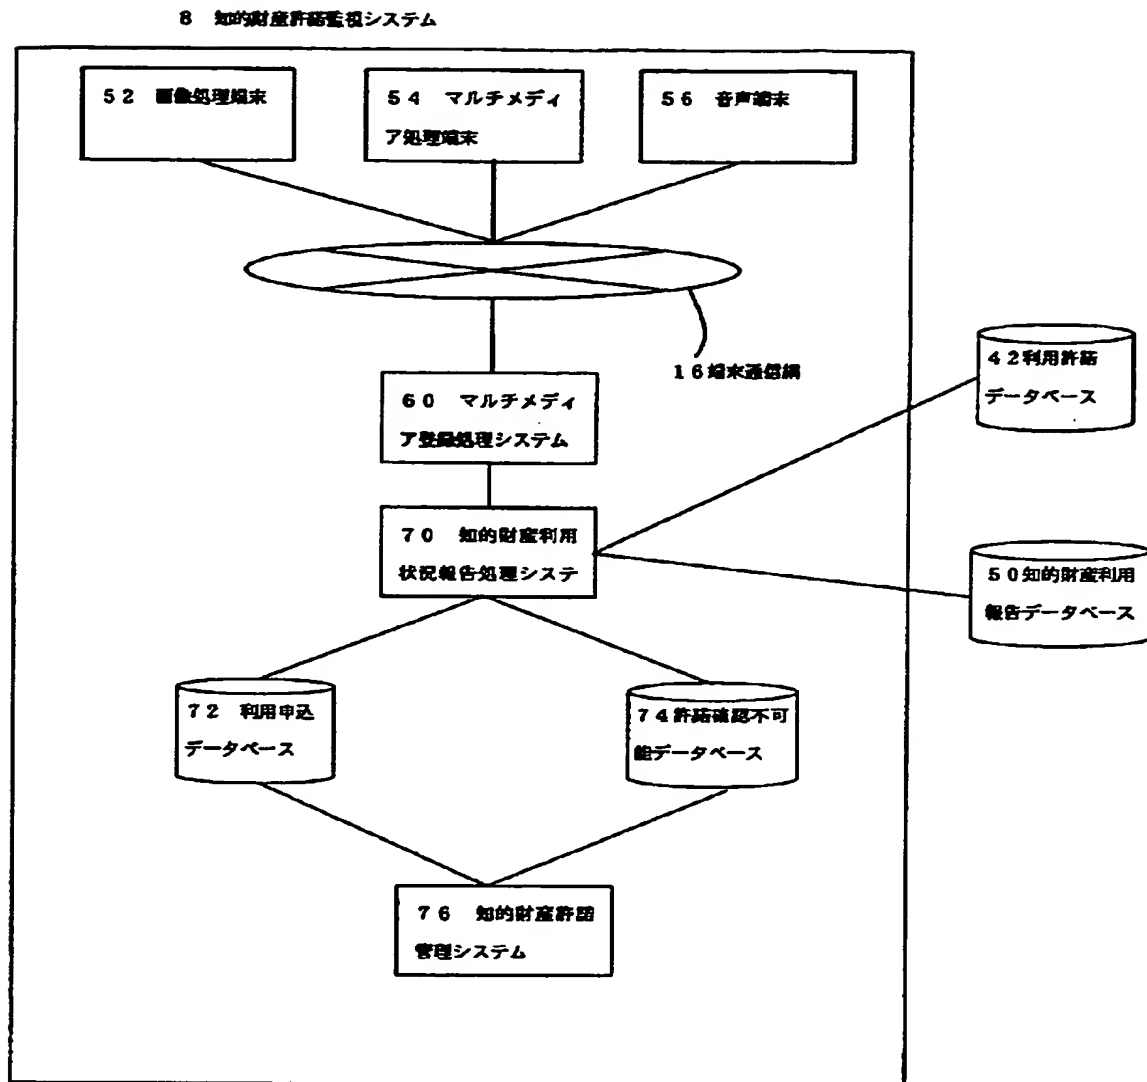 8 知的財産許諾監視システム
52 画像処理端末
54 マルチメディ
ア処理端末
56 音声端末
16端末通信網
42利用許諾
データベース
60 マルチメディ
ア登録処理システム
70 知的財産利用
状況報告処理システ
50知的財産利用
報告データベース
72 利用申込
データベース
74許諾確認不可
能データベース
76 知的財産許諾
管理システム